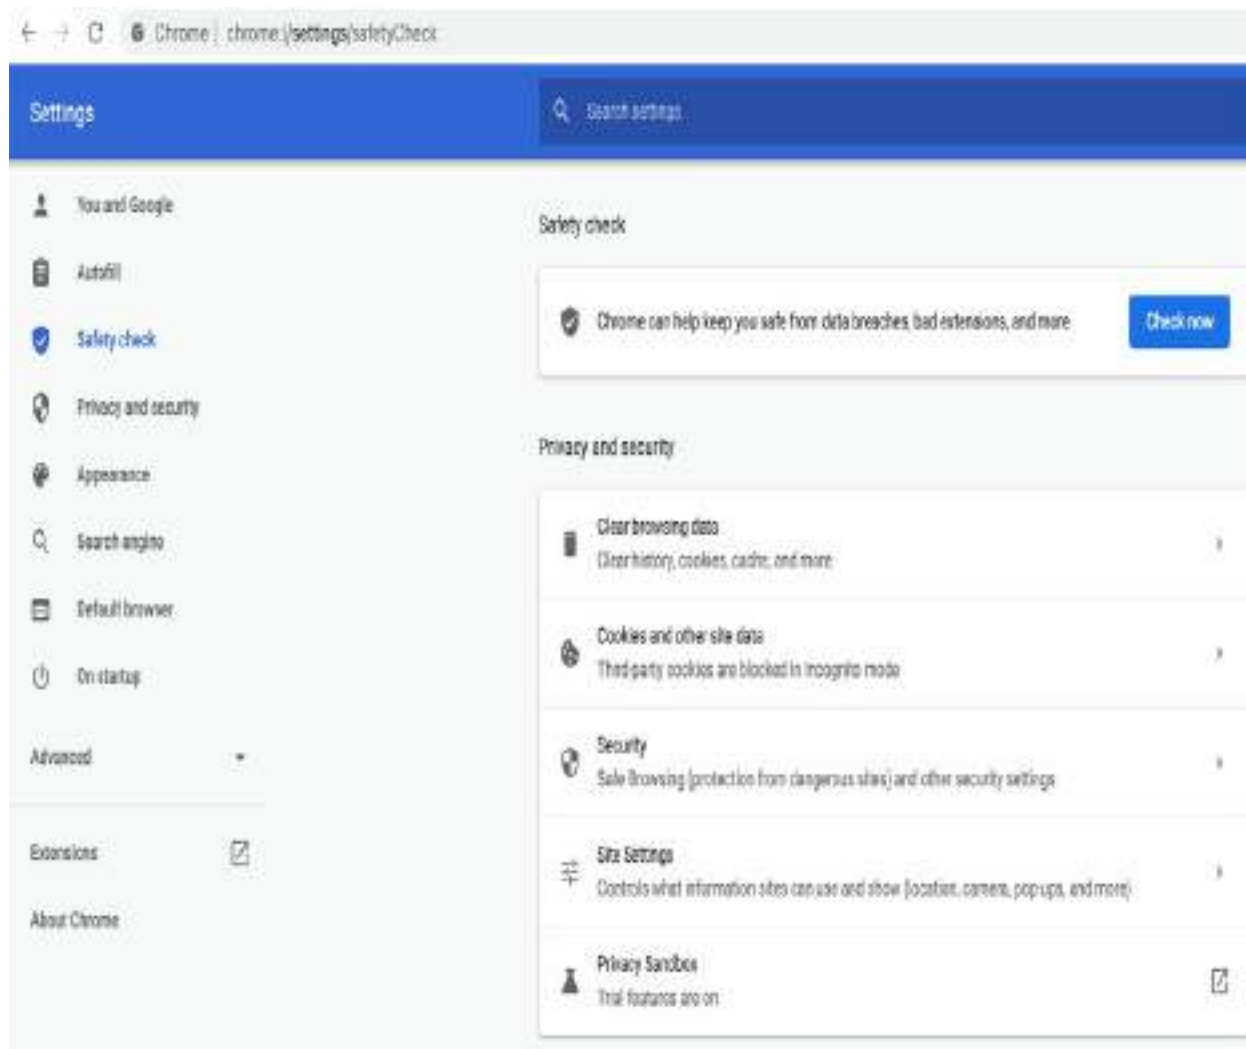 Chrome | chrome://settings/safetyCheck
Settings
Search settings
You and Google
Autofill
Safety check
Privacy and security
Appearance
Search engine
Default browser
On startup
Advanced
Extensions
About Chrome
Safety check
Chrome can help keep you safe from data breaches, bad extensions, and more
Check now
Privacy and security
Clear browsing data
Clear history, cookies, cache, and more
Cookies and other site data
Third-party cookies are blocked in Incognito mode
Security
Safe Browsing (protection from dangerous sites) and other security settings
Site Settings
Controls what information sites can use and show (location, camera, pop-ups, and more)
Privacy Sandbox
Trial features are on